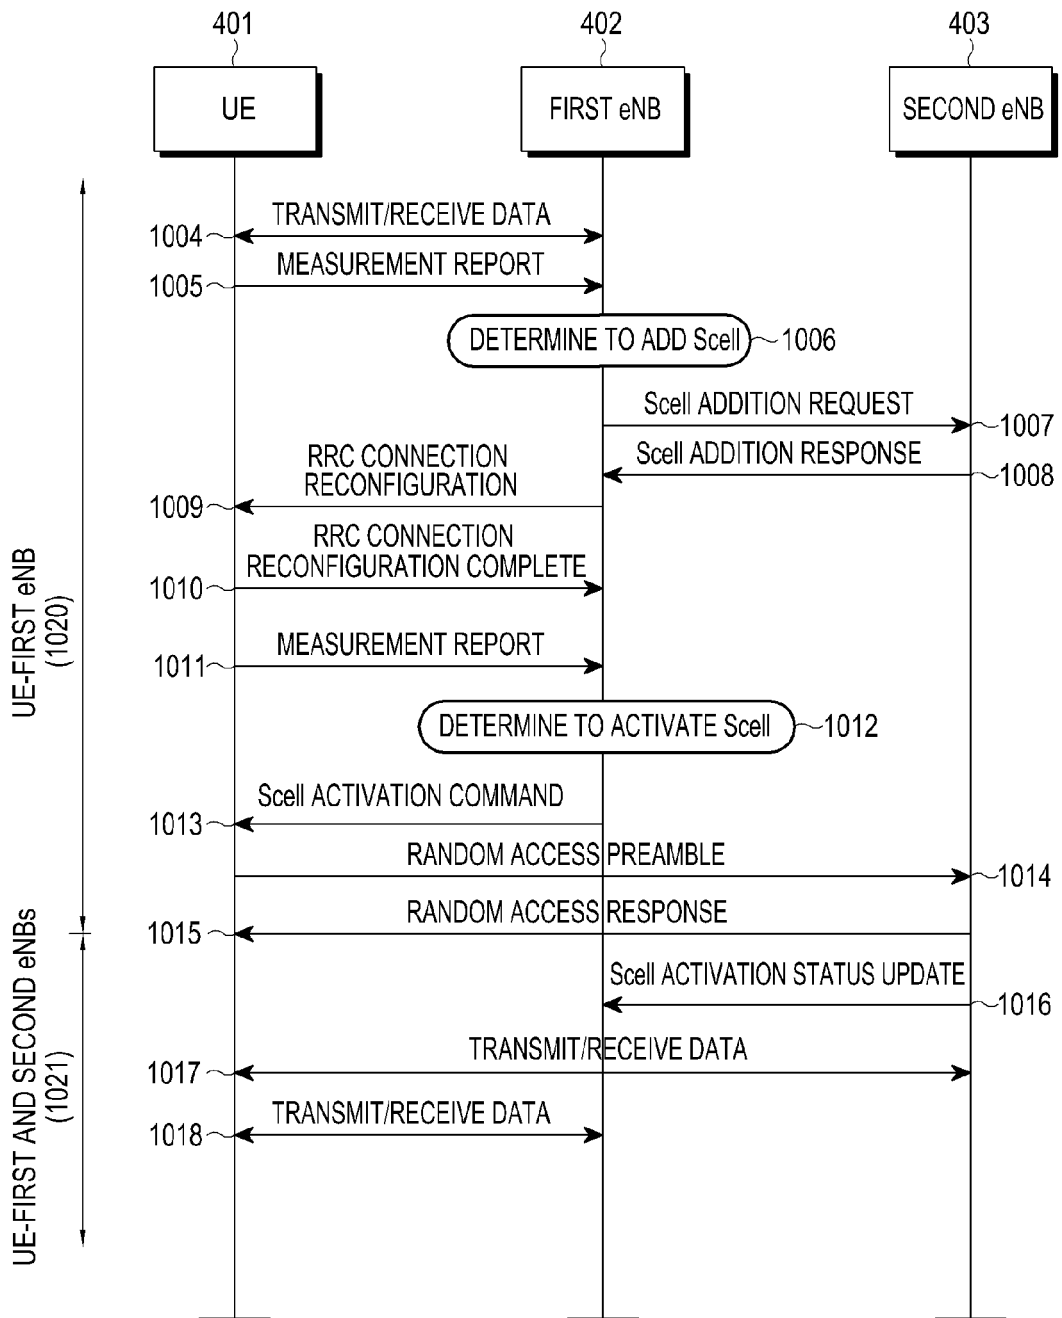 401
402
403
UE
FIRST eNB
SECOND eNB
TRANSMIT/RECEIVE DATA
1004
MEASUREMENT REPORT
1005
DETERMINE TO ADD Scell
1006
Scell ADDITION REQUEST
1007
Scell ADDITION RESPONSE
1008
RRC CONNECTION
RECONFIGURATION
1009
RRC CONNECTION
RECONFIGURATION COMPLETE
1010
MEASUREMENT REPORT
1011
DETERMINE TO ACTIVATE Scell
1012
Scell ACTIVATION COMMAND
1013
RANDOM ACCESS PREAMBLE
1014
RANDOM ACCESS RESPONSE
1015
Scell ACTIVATION STATUS UPDATE
1016
TRANSMIT/RECEIVE DATA
1017
TRANSMIT/RECEIVE DATA
1018
UE-FIRST eNB
(1020)
UE-FIRST AND SECOND eNBs
(1021)